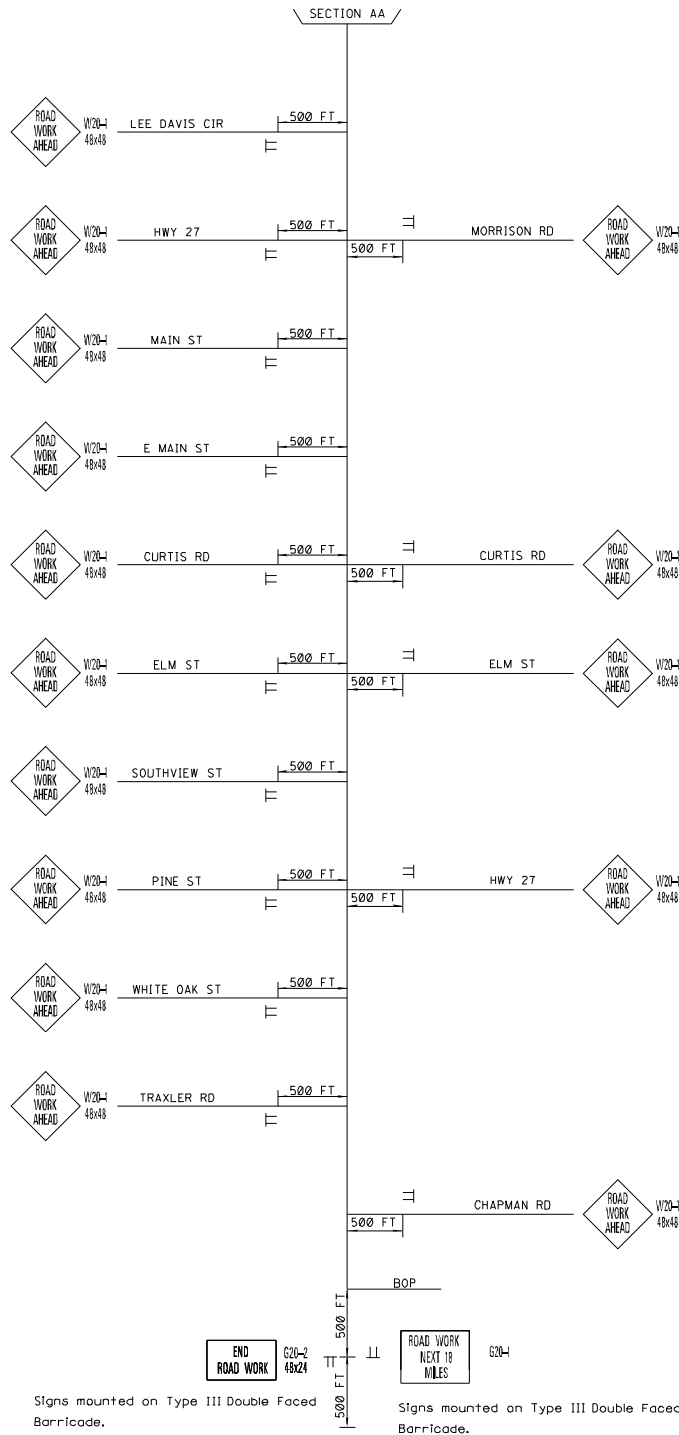 SECTION AA
ROAD WORK AHEAD
W20-1
48x48
LEE DAVIS CIR
500 FT
ROAD WORK AHEAD
W20-1
48x48
HWY 27
500 FT
500 FT
MORRISON RD
ROAD WORK AHEAD
W20-1
48x48
ROAD WORK AHEAD
W20-1
48x48
MAIN ST
500 FT
ROAD WORK AHEAD
W20-1
48x48
E MAIN ST
500 FT
ROAD WORK AHEAD
W20-1
48x48
CURTIS RD
500 FT
500 FT
CURTIS RD
ROAD WORK AHEAD
W20-1
48x48
ROAD WORK AHEAD
W20-1
48x48
ELM ST
500 FT
500 FT
ELM ST
ROAD WORK AHEAD
W20-1
48x48
ROAD WORK AHEAD
W20-1
48x48
SOUTHVIEW ST
500 FT
ROAD WORK AHEAD
W20-1
48x48
PINE ST
500 FT
500 FT
HWY 27
ROAD WORK AHEAD
W20-1
48x48
ROAD WORK AHEAD
W20-1
48x48
WHITE OAK ST
500 FT
ROAD WORK AHEAD
W20-1
48x48
TRAXLER RD
500 FT
500 FT
CHAPMAN RD
ROAD WORK AHEAD
W20-1
48x48
BOP
500 FT
END
ROAD WORK
G20-2
48x24
ROAD WORK
NEXT 18
MILES
G20-1
500 FT
Signs mounted on Type III Double Faced
Barricade.
Signs mounted on Type III Double Faced
Barricade.